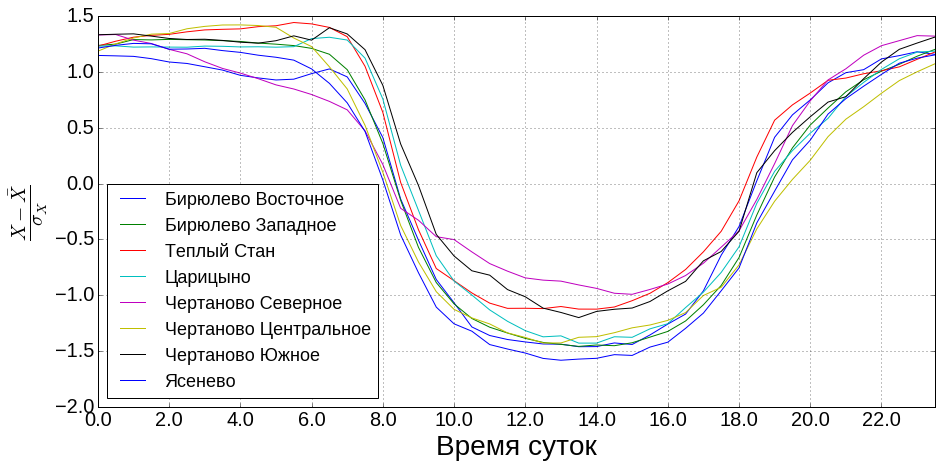 1.5
1.0
0.5
0.0
−0.5
−1.0
−1.5
−2.0
X − X̄
σX
Бирюлево Восточное
Бирюлево Западное
Теплый Стан
Царицыно
Чертаново Северное
Чертаново Центральное
Чертаново Южное
Ясенево
0.0 2.0 4.0 6.0 8.0 10.0 12.0 14.0 16.0 18.0 20.0 22.0
Время суток